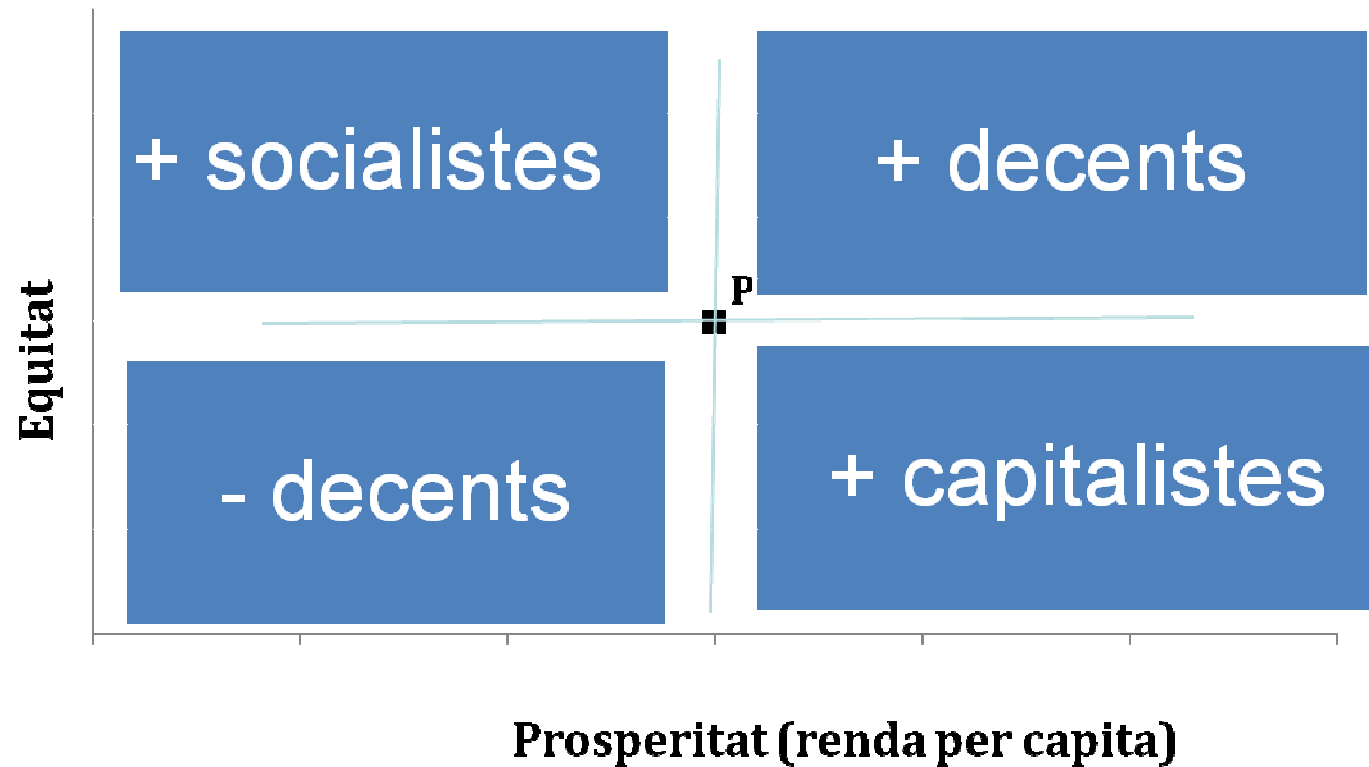 + socialistes
+ decents
P
Equitat
- decents
+ capitalistes
Prosperitat (renda per capita)